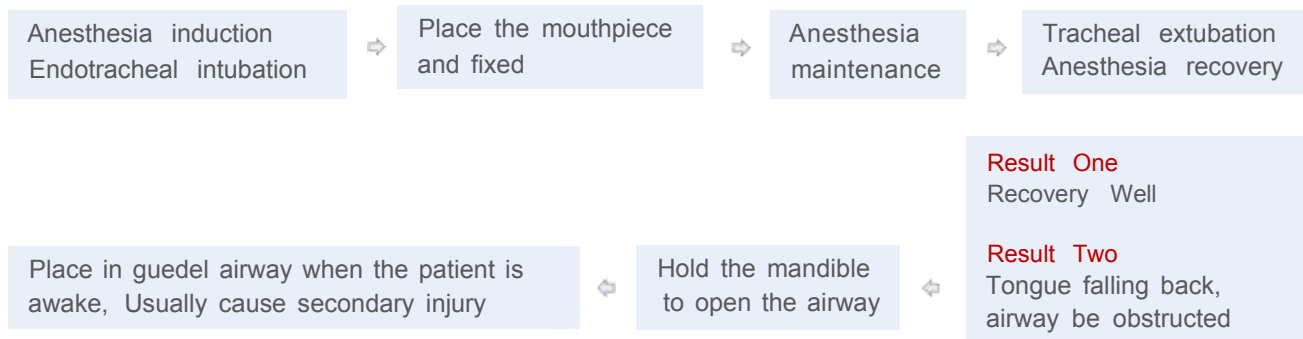 Anesthesia induction
Endotracheal intubation
Place the mouthpiece
and fixed
Anesthesia
maintenance
Tracheal extubation
Anesthesia recovery
Result One
Recovery Well
Result Two
Tongue falling back,
airway be obstructed
Hold the mandible
to open the airway
Place in guedel airway when the patient is
awake, Usually cause secondary injury